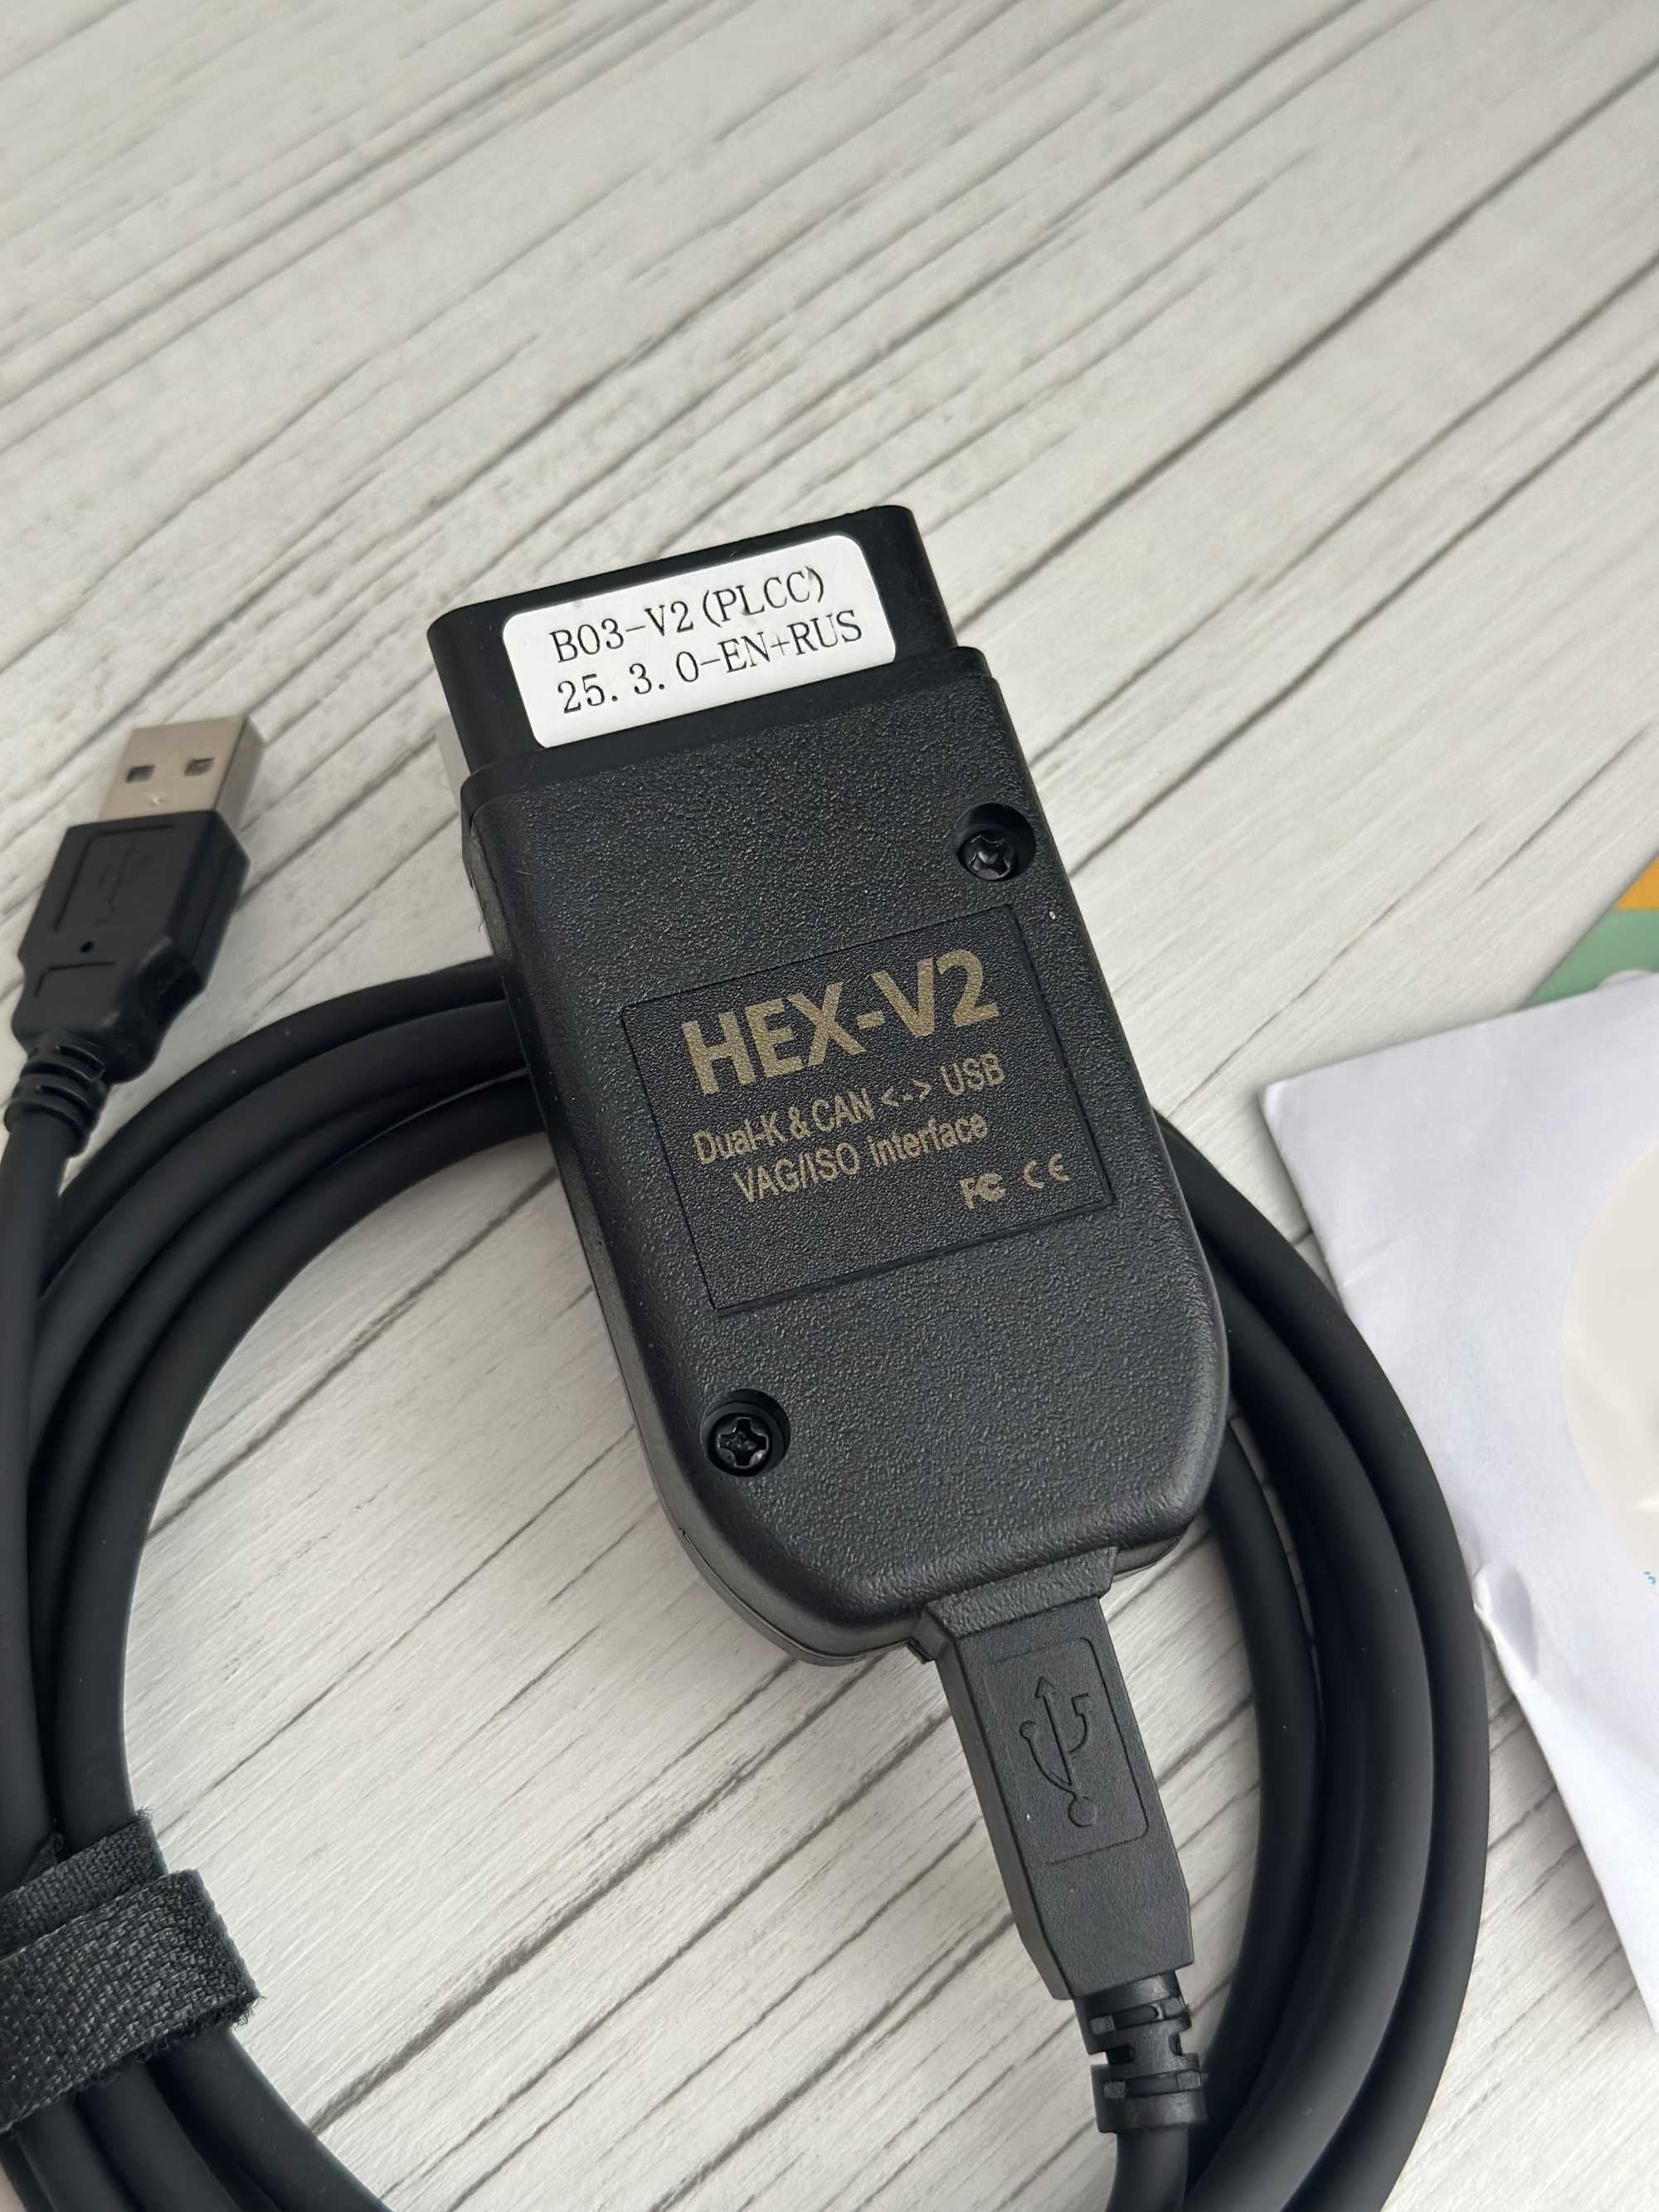 B03-V2(PLCC)
25.3.0-EN+RUS
HEX-V2
Dual-K & CAN <-> USB
VAG/ISO interface
FC CE